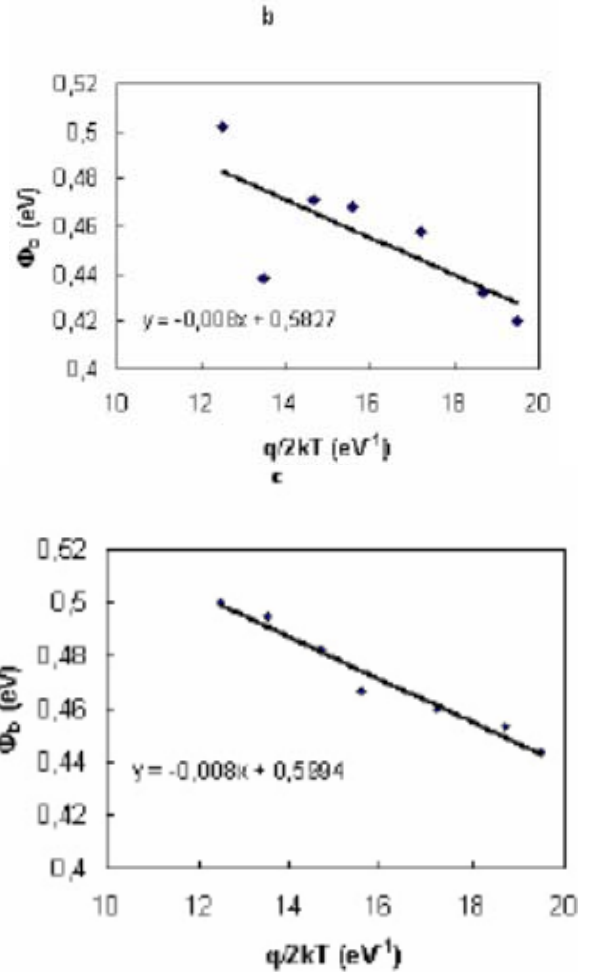 b
0,52
0,5
0,48
0,46
0,44
0,42
0,4
Φb (eV)
y = -0,008x + 0,5827
10 12 14 16 18 20
q/2kT (eV-1)
c
0,52
0,5
0,48
0,46
0,44
0,42
0,4
Φb (eV)
y = -0,008x + 0,5994
10 12 14 16 18 20
q/2kT (eV-1)